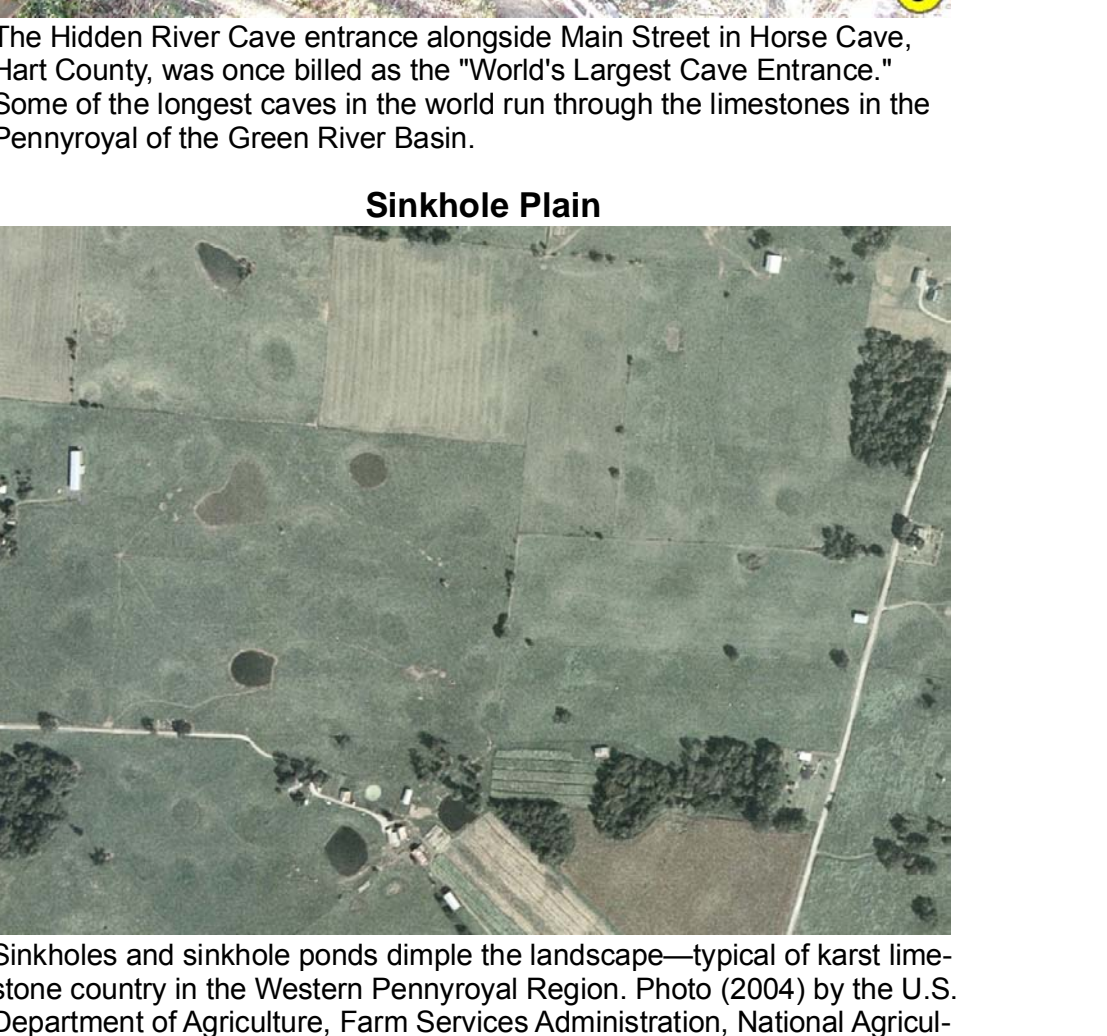 The Hidden River Cave entrance alongside Main Street in Horse Cave,
Hart County, was once billed as the "World's Largest Cave Entrance."
Some of the longest caves in the world run through the limestones in the
Pennyroyal of the Green River Basin.
Sinkhole Plain
Sinkholes and sinkhole ponds dimple the landscape—typical of karst lime-
stone country in the Western Pennyroyal Region. Photo (2004) by the U.S.
Department of Agriculture, Farm Services Administration, National Agricul-